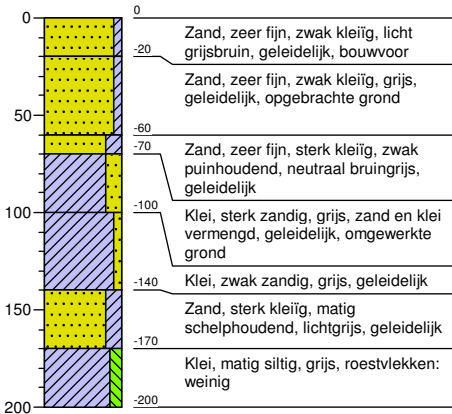 0
0
Zand, zeer fijn, zwak kleiïg, licht
grijsbruin, geleidelijk, bouwvoor
-20
Zand, zeer fijn, zwak kleiïg, grijs,
geleidelijk, opgebrachte grond
50
-60
-70
Zand, zeer fijn, sterk kleiïg, zwak
puinhoudend, neutraal bruingrijs,
geleidelijk
100
-100
Klei, sterk zandig, grijs, zand en klei
vermengd, geleidelijk, omgewerkte
grond
-140
Klei, zwak zandig, grijs, geleidelijk
150
Zand, sterk kleiïg, matig
schelphoudend, lichtgrijs, geleidelijk
-170
Klei, matig siltig, grijs, roestvlekken:
weinig
200
-200